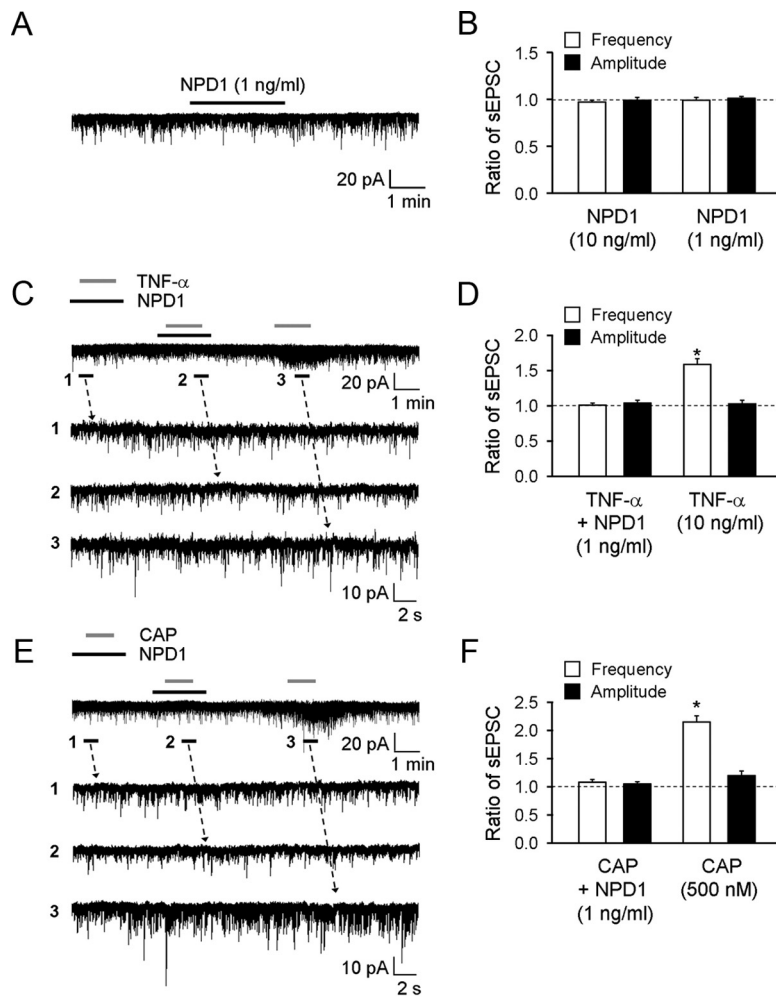 A
NPD1 (1 ng/ml)
20 pA
1 min
B
Frequency
Amplitude
Ratio of sEPSC
1.5
1.0
0.5
0.0
NPD1
(10 ng/ml)
NPD1
(1 ng/ml)
C
TNF-α
NPD1
1
2
3
20 pA
1 min
1
2
3
10 pA
2 s
D
Frequency
Amplitude
Ratio of sEPSC
2.0
1.5
1.0
0.5
0.0
*
TNF-α
+ NPD1
(1 ng/ml)
TNF-α
(10 ng/ml)
E
CAP
NPD1
1
2
3
20 pA
1 min
1
2
3
10 pA
2 s
F
Frequency
Amplitude
Ratio of sEPSC
2.5
2.0
1.5
1.0
0.5
0.0
*
CAP
+ NPD1
(1 ng/ml)
CAP
(500 nM)